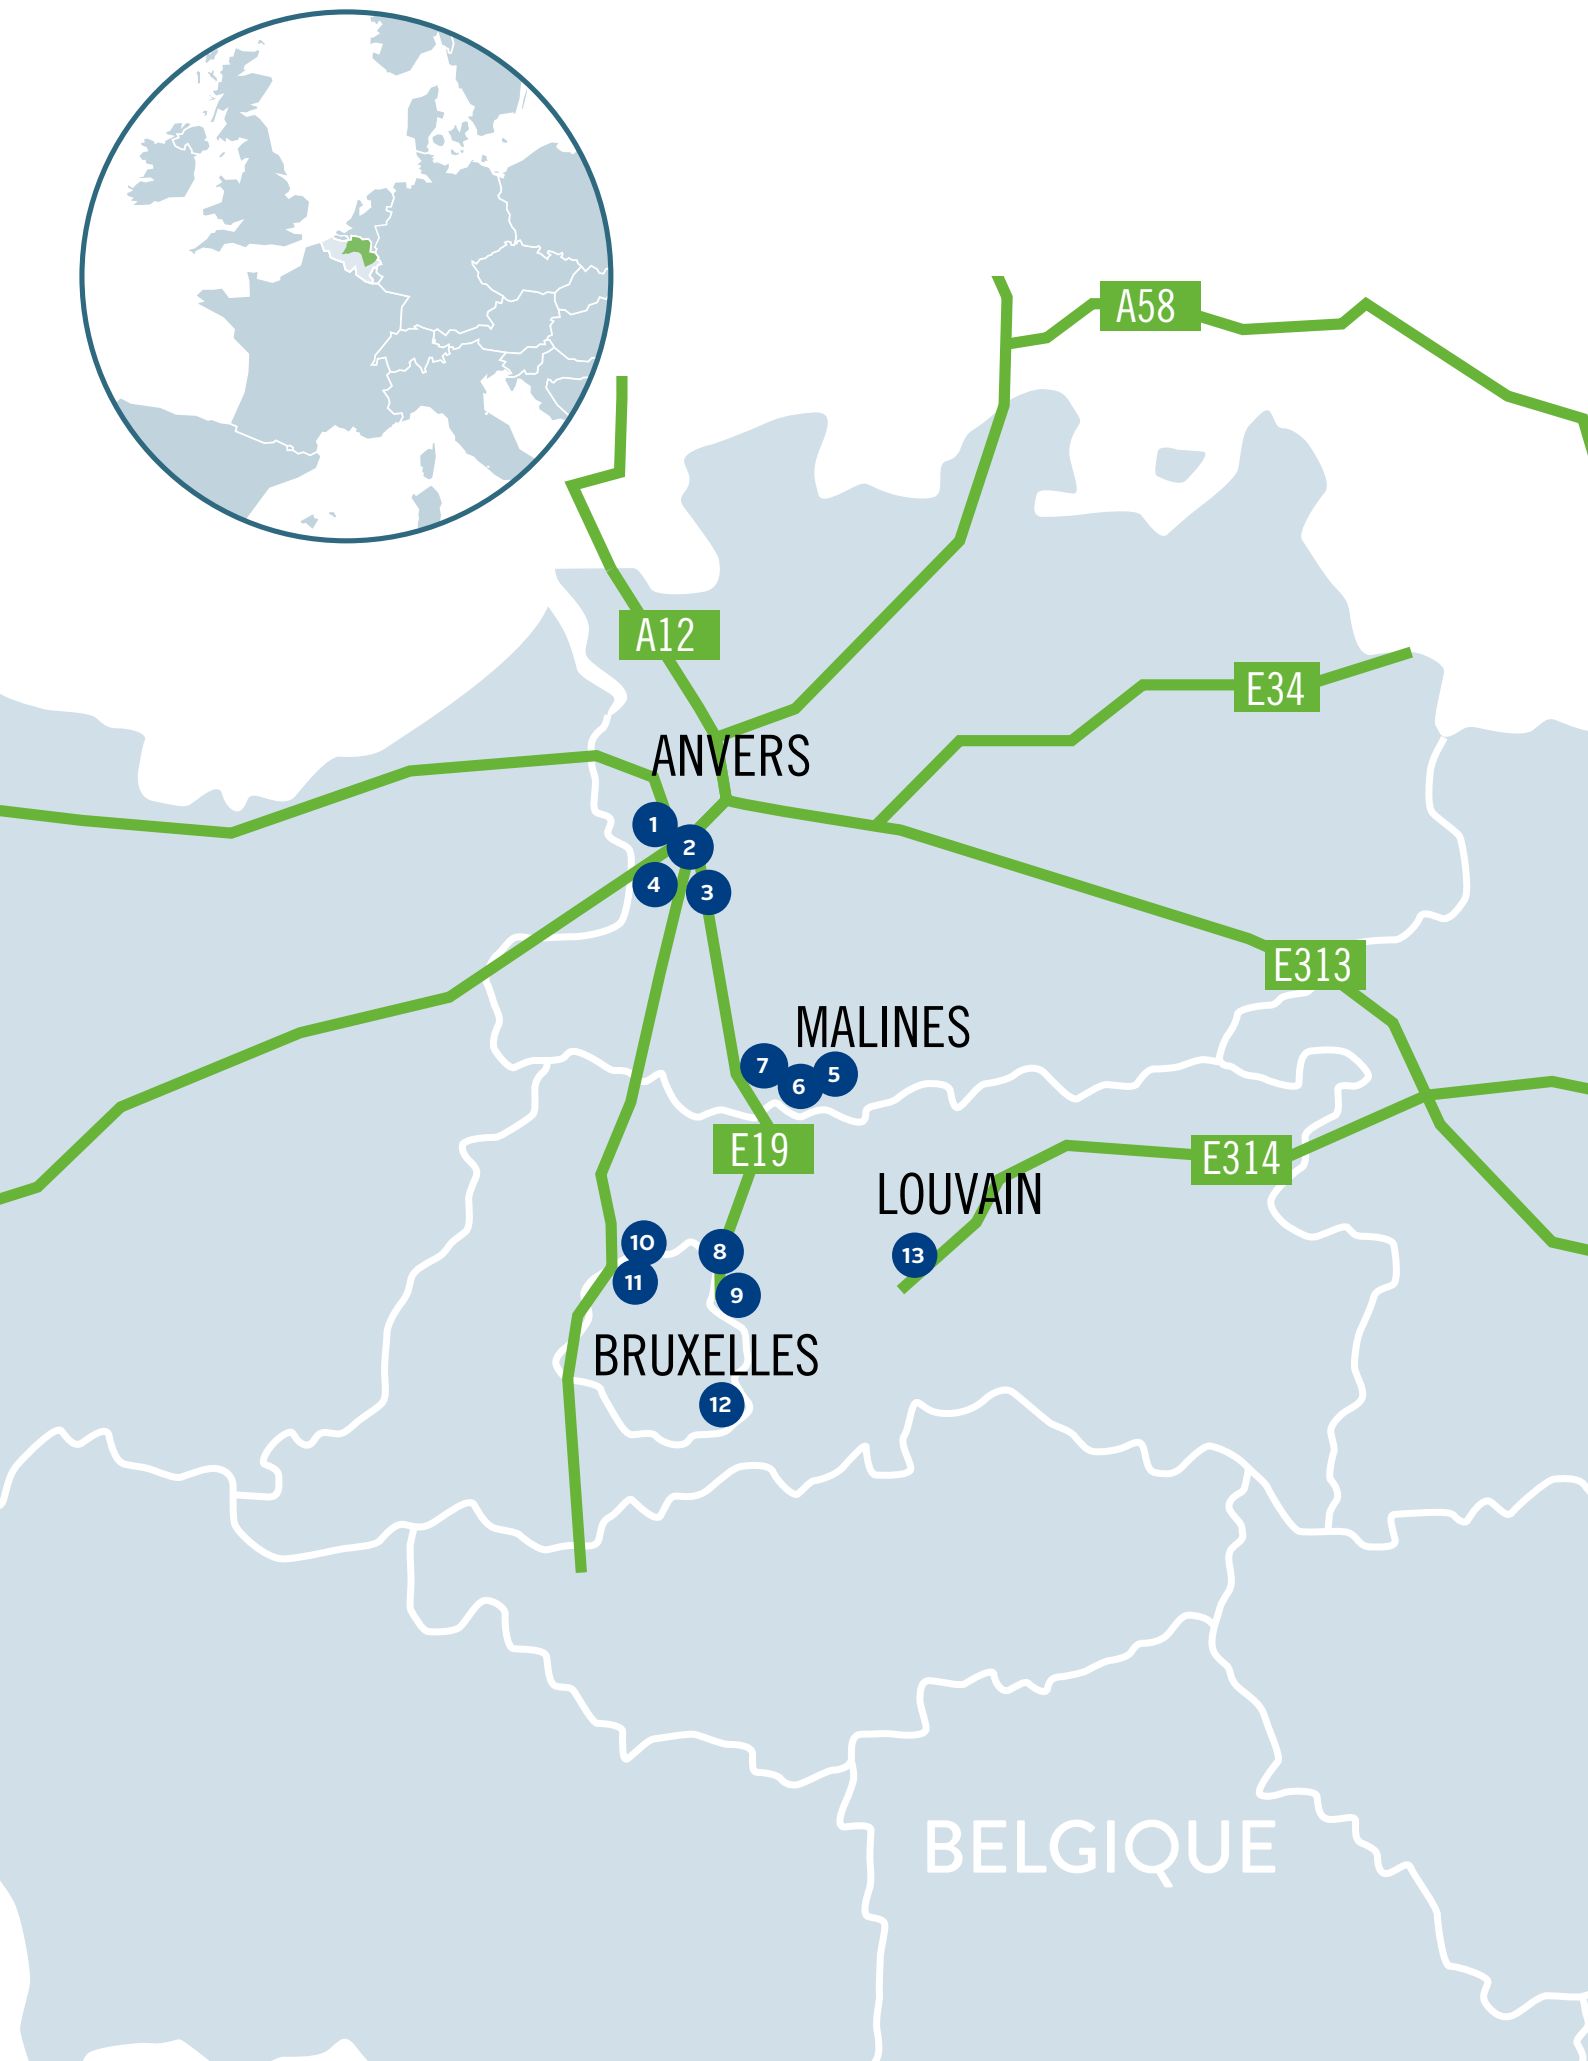 A58
A12
E34
ANVERS
1
2
4
3
E313
MALINES
7
6
5
E19
E314
LOUVAIN
10
8
13
11
9
BRUXELLES
12
BELGIQUE